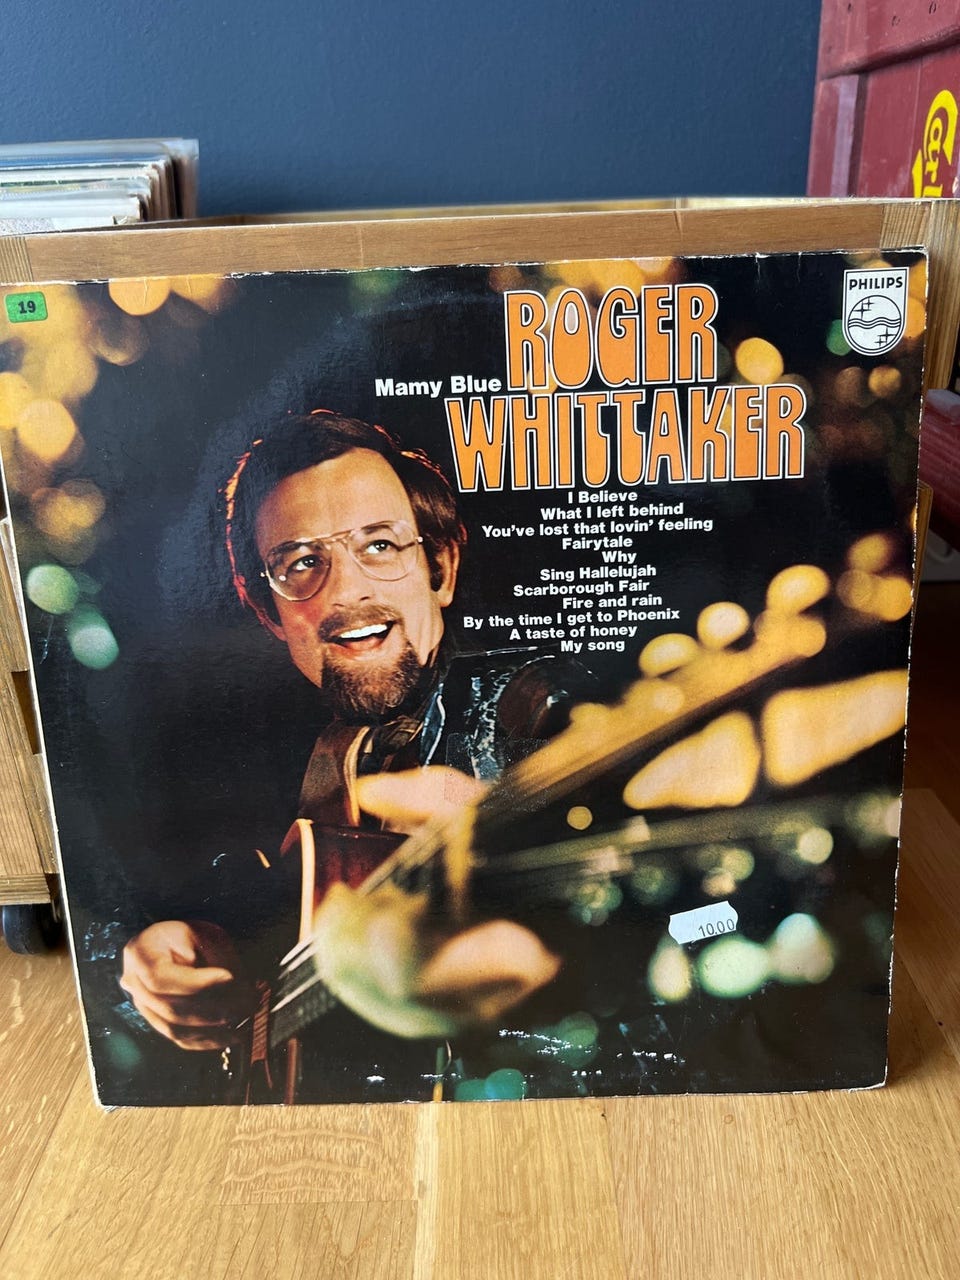 Carl
19
PHILIPS
Mamy Blue
ROGER
WHITTAKER
I Believe
What I left behind
You've lost that lovin' feeling
Fairytale
Why
Sing Hallelujah
Scarborough Fair
Fire and rain
By the time I get to Phoenix
A taste of honey
My song
10.00